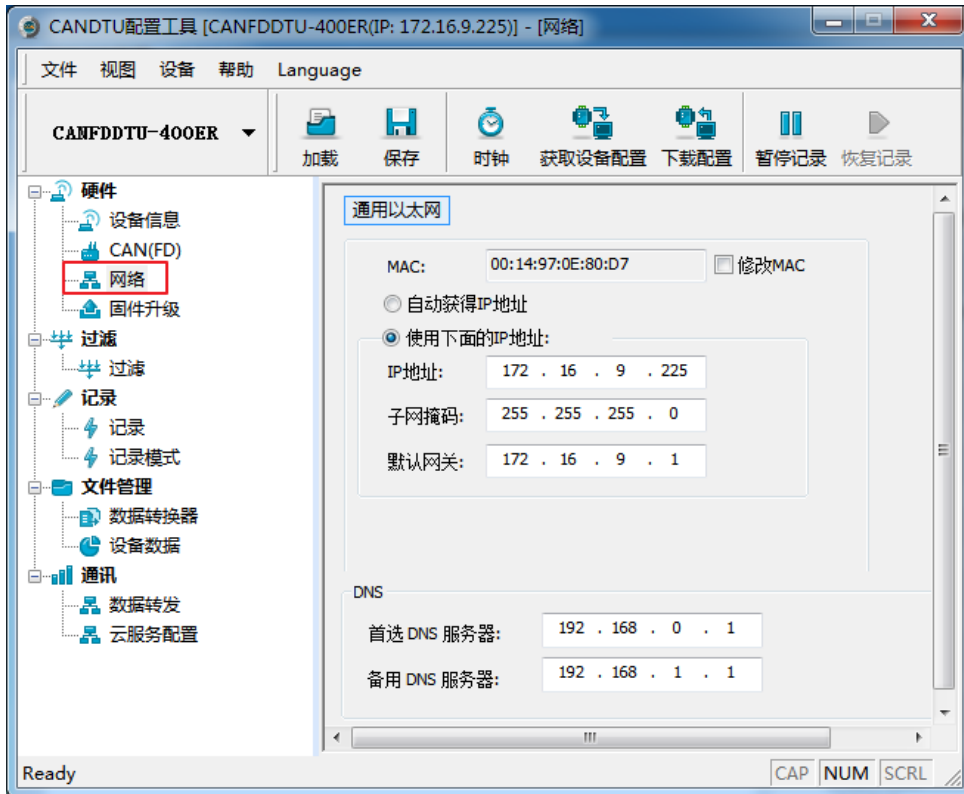 CANDTU配置工具 [CANFDDTU-400ER(IP: 172.16.9.225)] - [网络]
文件 视图 设备 帮助 Language
CANFDDTU-400ER
加载 保存 时钟 获取设备配置 下载配置 暂停记录 恢复记录
硬件
设备信息
CAN(FD)
网络
固件升级
过滤
过滤
记录
记录
记录模式
文件管理
数据转换器
设备数据
通讯
数据转发
云服务配置
通用以太网
MAC: 00:14:97:0E:80:D7 修改MAC
自动获得IP地址
使用下面的IP地址:
IP地址: 172 . 16 . 9 . 225
子网掩码: 255 . 255 . 255 . 0
默认网关: 172 . 16 . 9 . 1
DNS
首选 DNS 服务器: 192 . 168 . 0 . 1
备用 DNS 服务器: 192 . 168 . 1 . 1
Ready CAP NUM SCRL